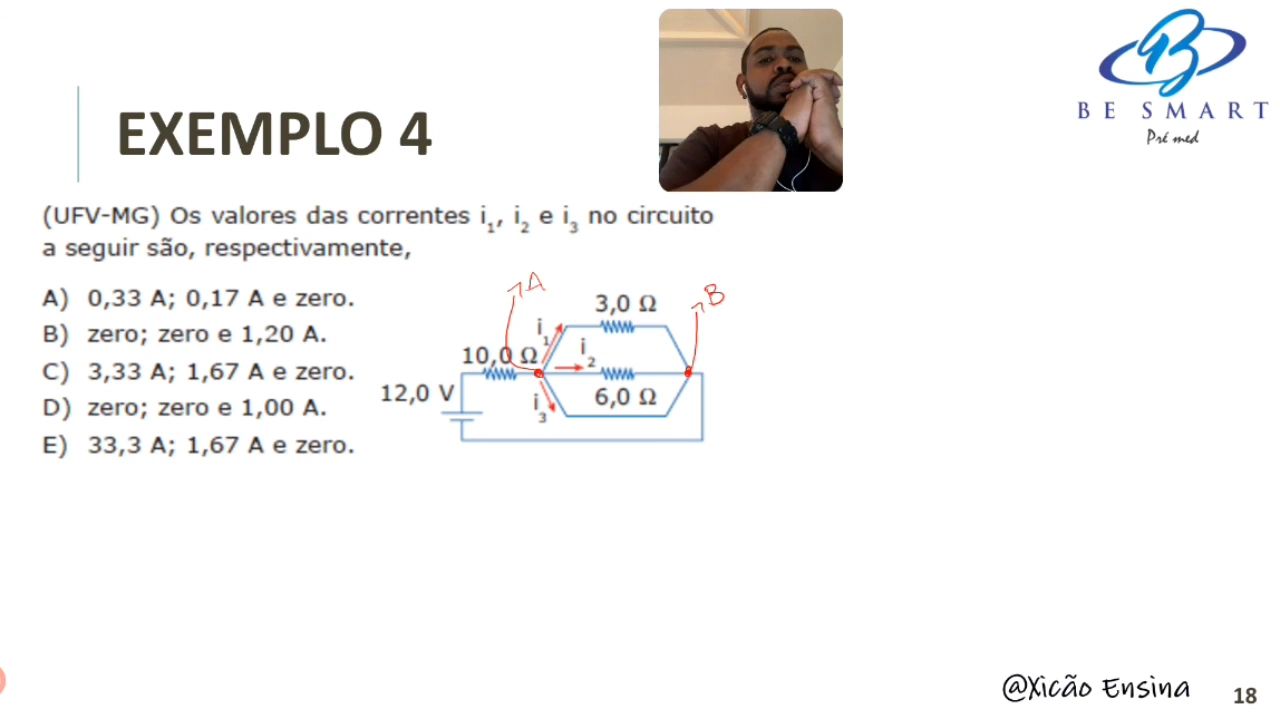 BE SMART
Pré med
EXEMPLO 4
(UFV-MG) Os valores das correntes i₁, i₂ e i₃ no circuito
a seguir são, respectivamente,
A) 0,33 A; 0,17 A e zero.
B) zero; zero e 1,20 A.
C) 3,33 A; 1,67 A e zero.
D) zero; zero e 1,00 A.
E) 33,3 A; 1,67 A e zero.
A
B
3,0 Ω
i₁
i₂
10,0 Ω
12,0 V
6,0 Ω
i₃
@Xicão Ensina
18